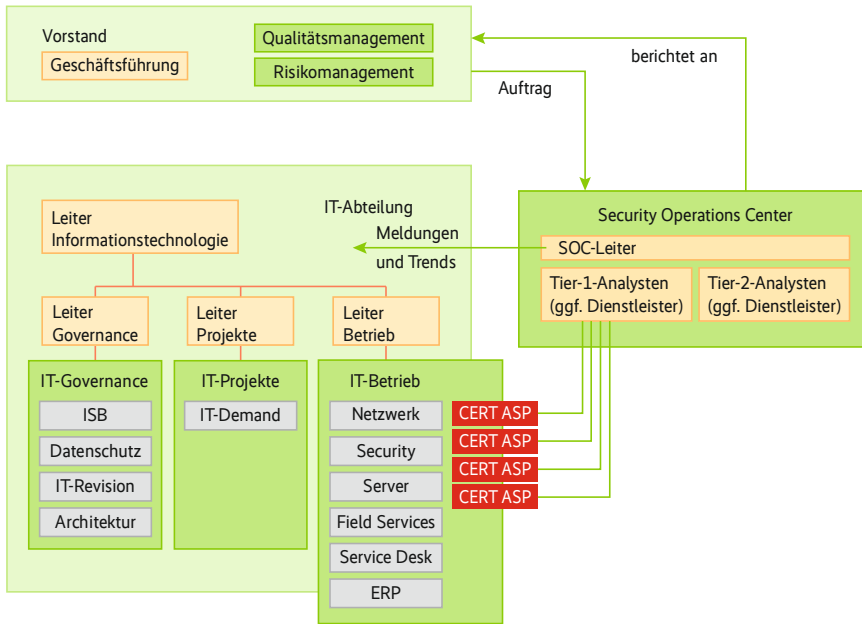 Vorstand
Geschäftsführung
Qualitätsmanagement
Risikomanagement
berichtet an
Auftrag
IT-Abteilung
Leiter
Informationstechnologie
Meldungen
und Trends
Security Operations Center
SOC-Leiter
Tier-1-Analysten
(ggf. Dienstleister)
Tier-2-Analysten
(ggf. Dienstleister)
Leiter
Governance
Leiter
Projekte
Leiter
Betrieb
IT-Governance
ISB
Datenschutz
IT-Revision
Architektur
IT-Projekte
IT-Demand
IT-Betrieb
Netzwerk
Security
Server
Field Services
Service Desk
ERP
CERT ASP
CERT ASP
CERT ASP
CERT ASP